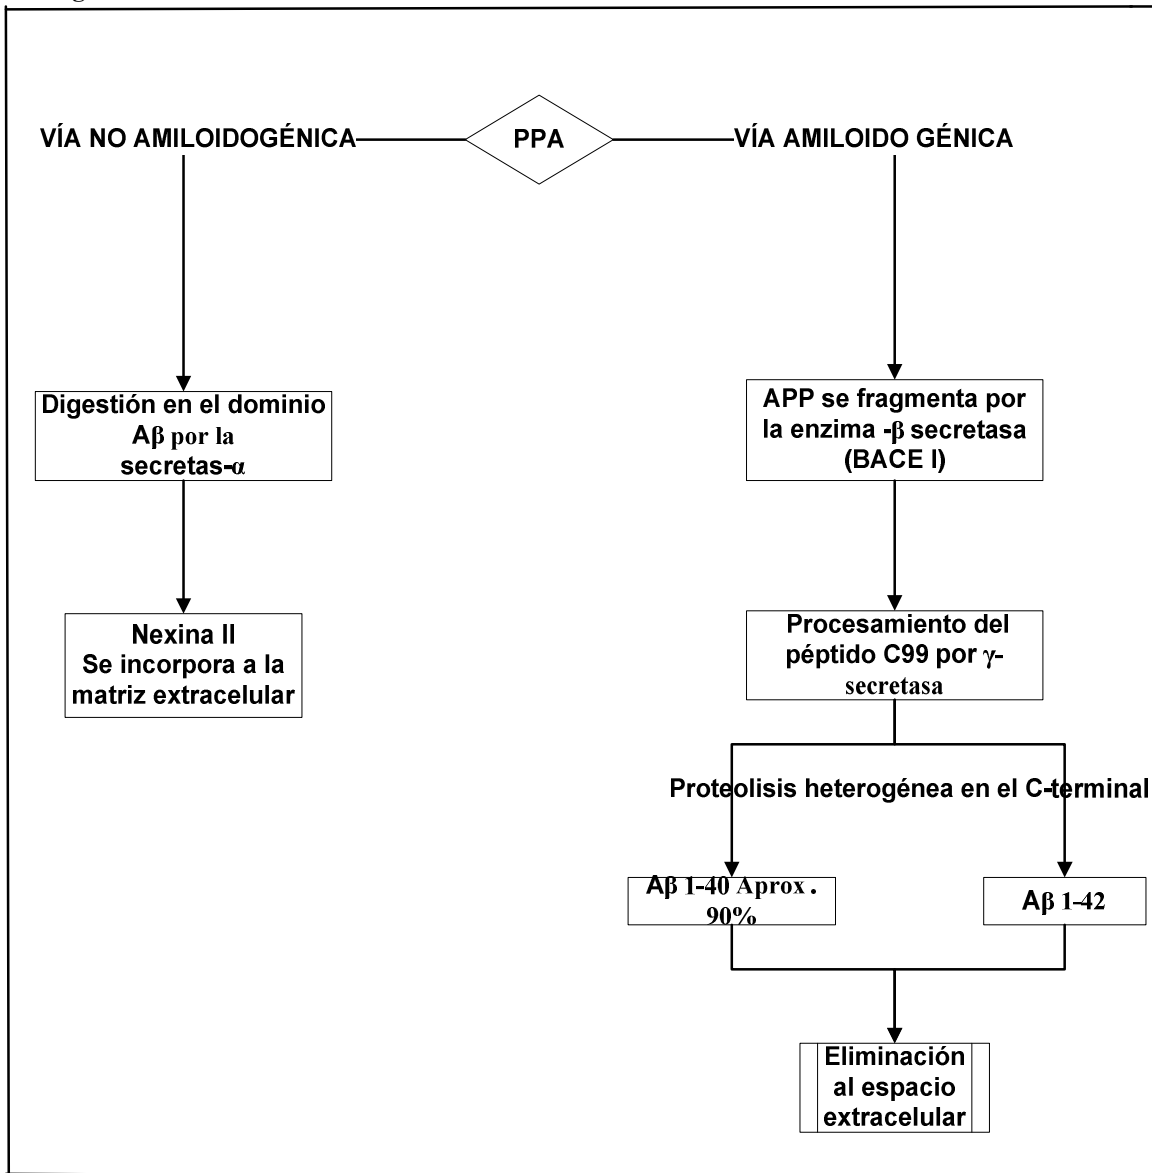 VÍA NO AMILOIDOGÉNICA
PPA
VÍA AMILOIDO GÉNICA
Digestión en el dominio
Aβ por la
secretas-α
Nexina II
Se incorpora a la
matriz extracelular
APP se fragmenta por
la enzima -β secretasa
(BACE I)
Procesamiento del
péptido C99 por γ-
secretasa
Proteolisis heterogénea en el C-terminal
Aβ 1-40 Aprox .
90%
Aβ 1-42
Eliminación
al espacio
extracelular